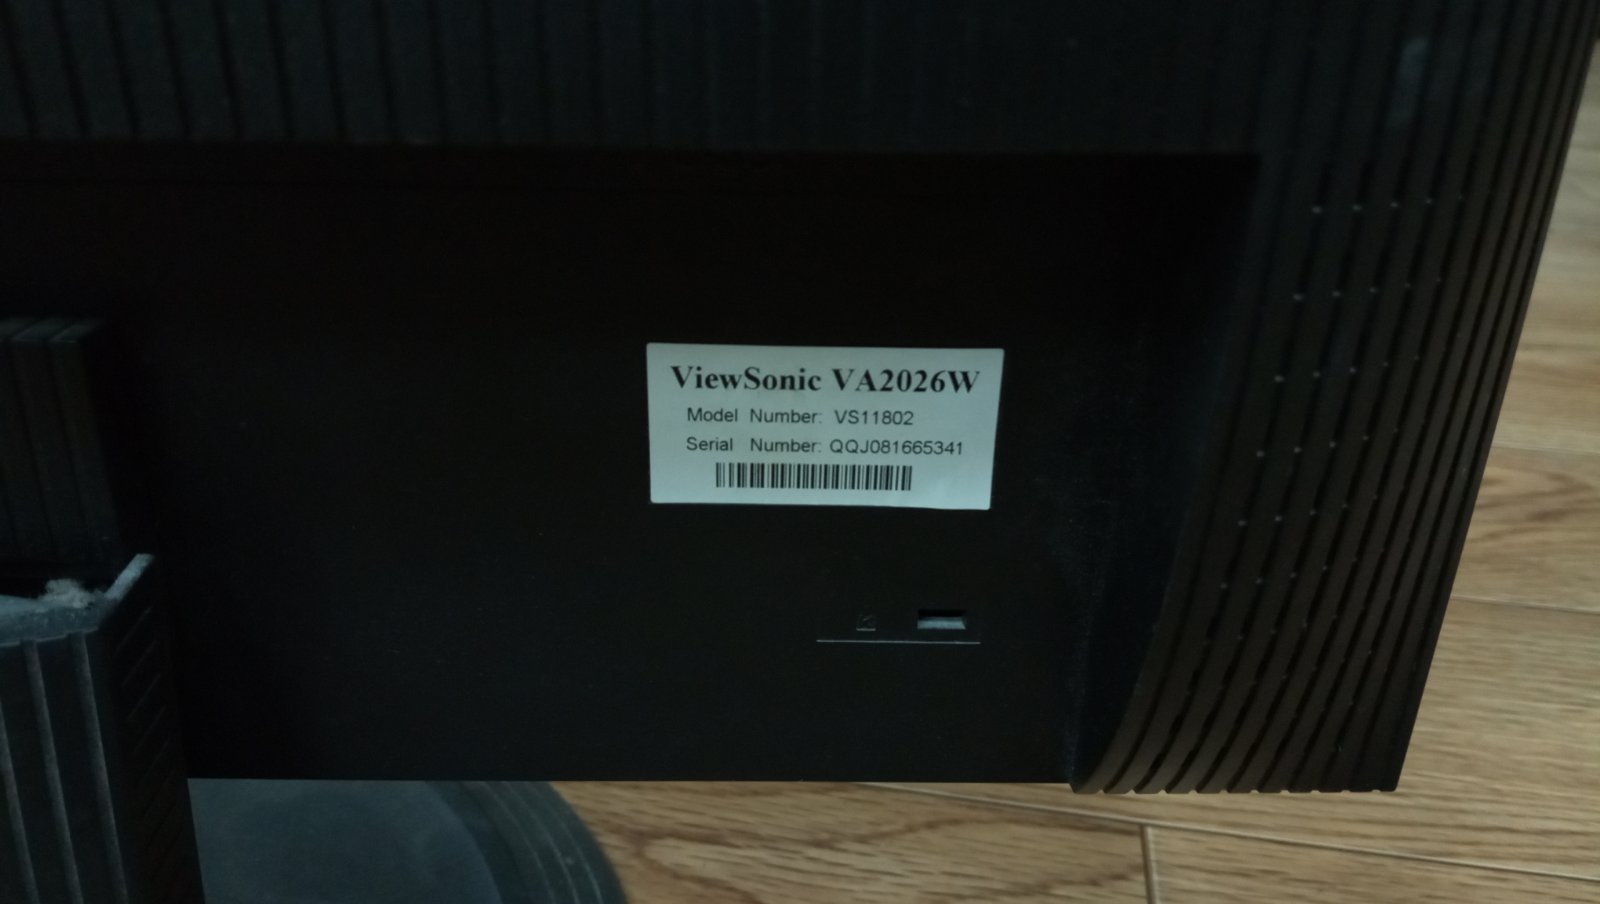 ViewSonic VA2026W
Model Number: VS11802
Serial Number: QQJ081665341